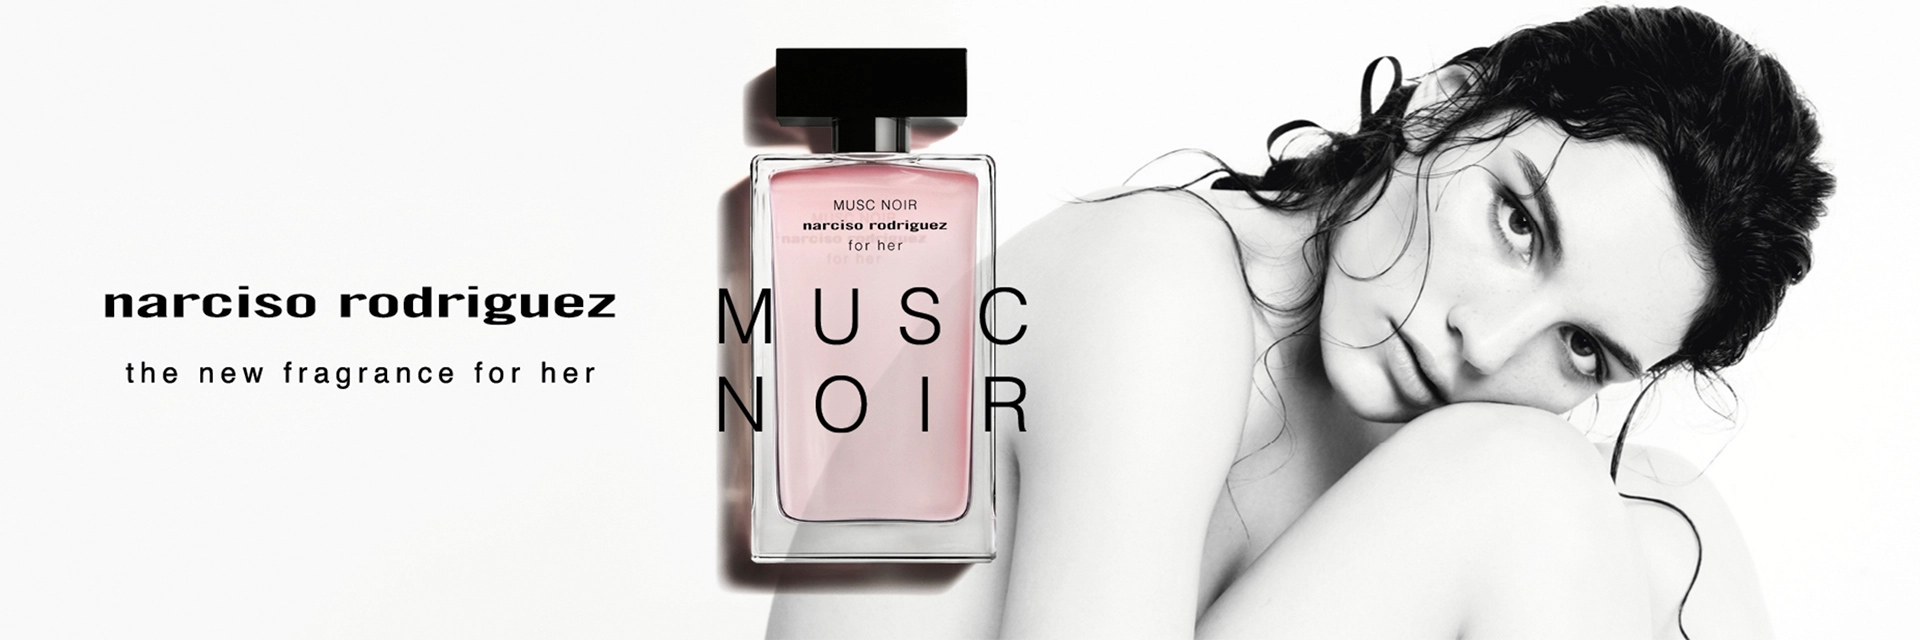 narciso rodriguez
the new fragrance for her
MUSC NOIR
narciso rodriguez
for her
MUSC
NOIR